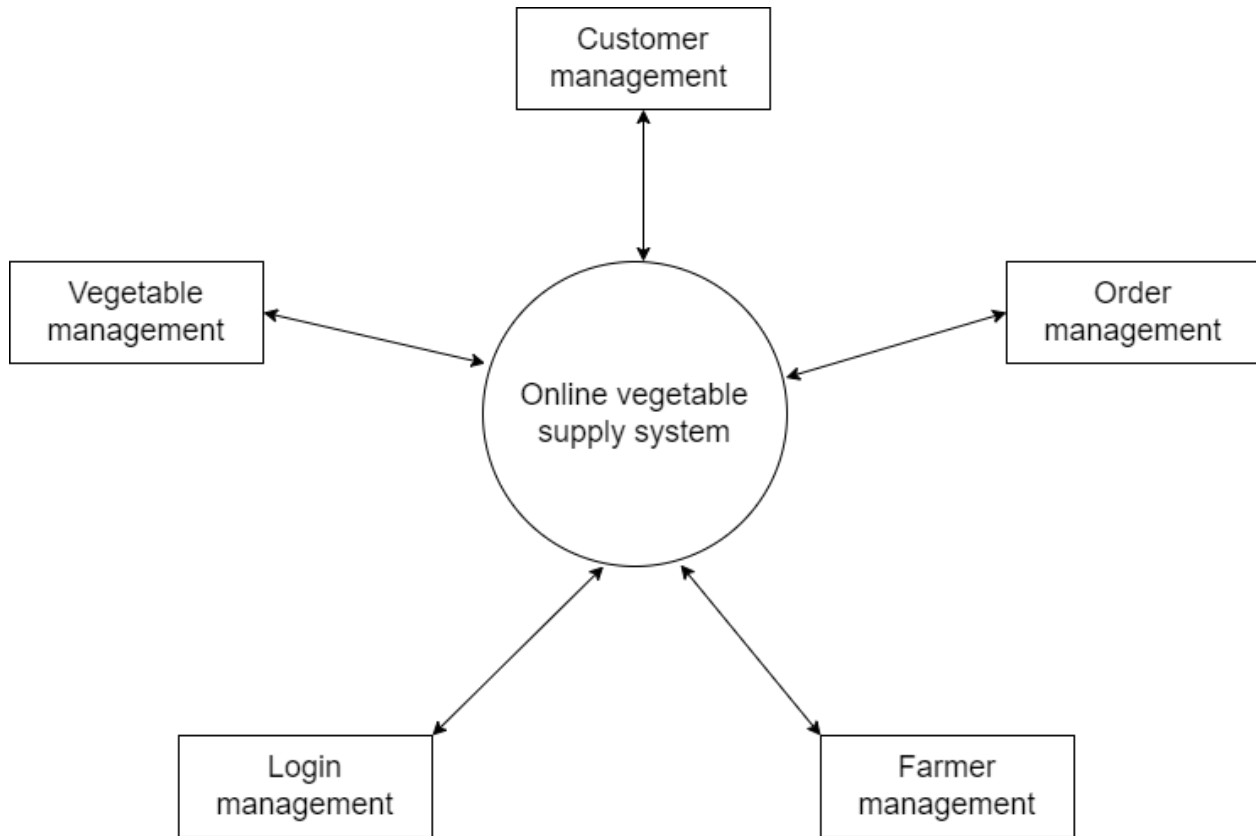 Customer
management
Vegetable
management
Order
management
Online vegetable
supply system
Login
management
Farmer
management